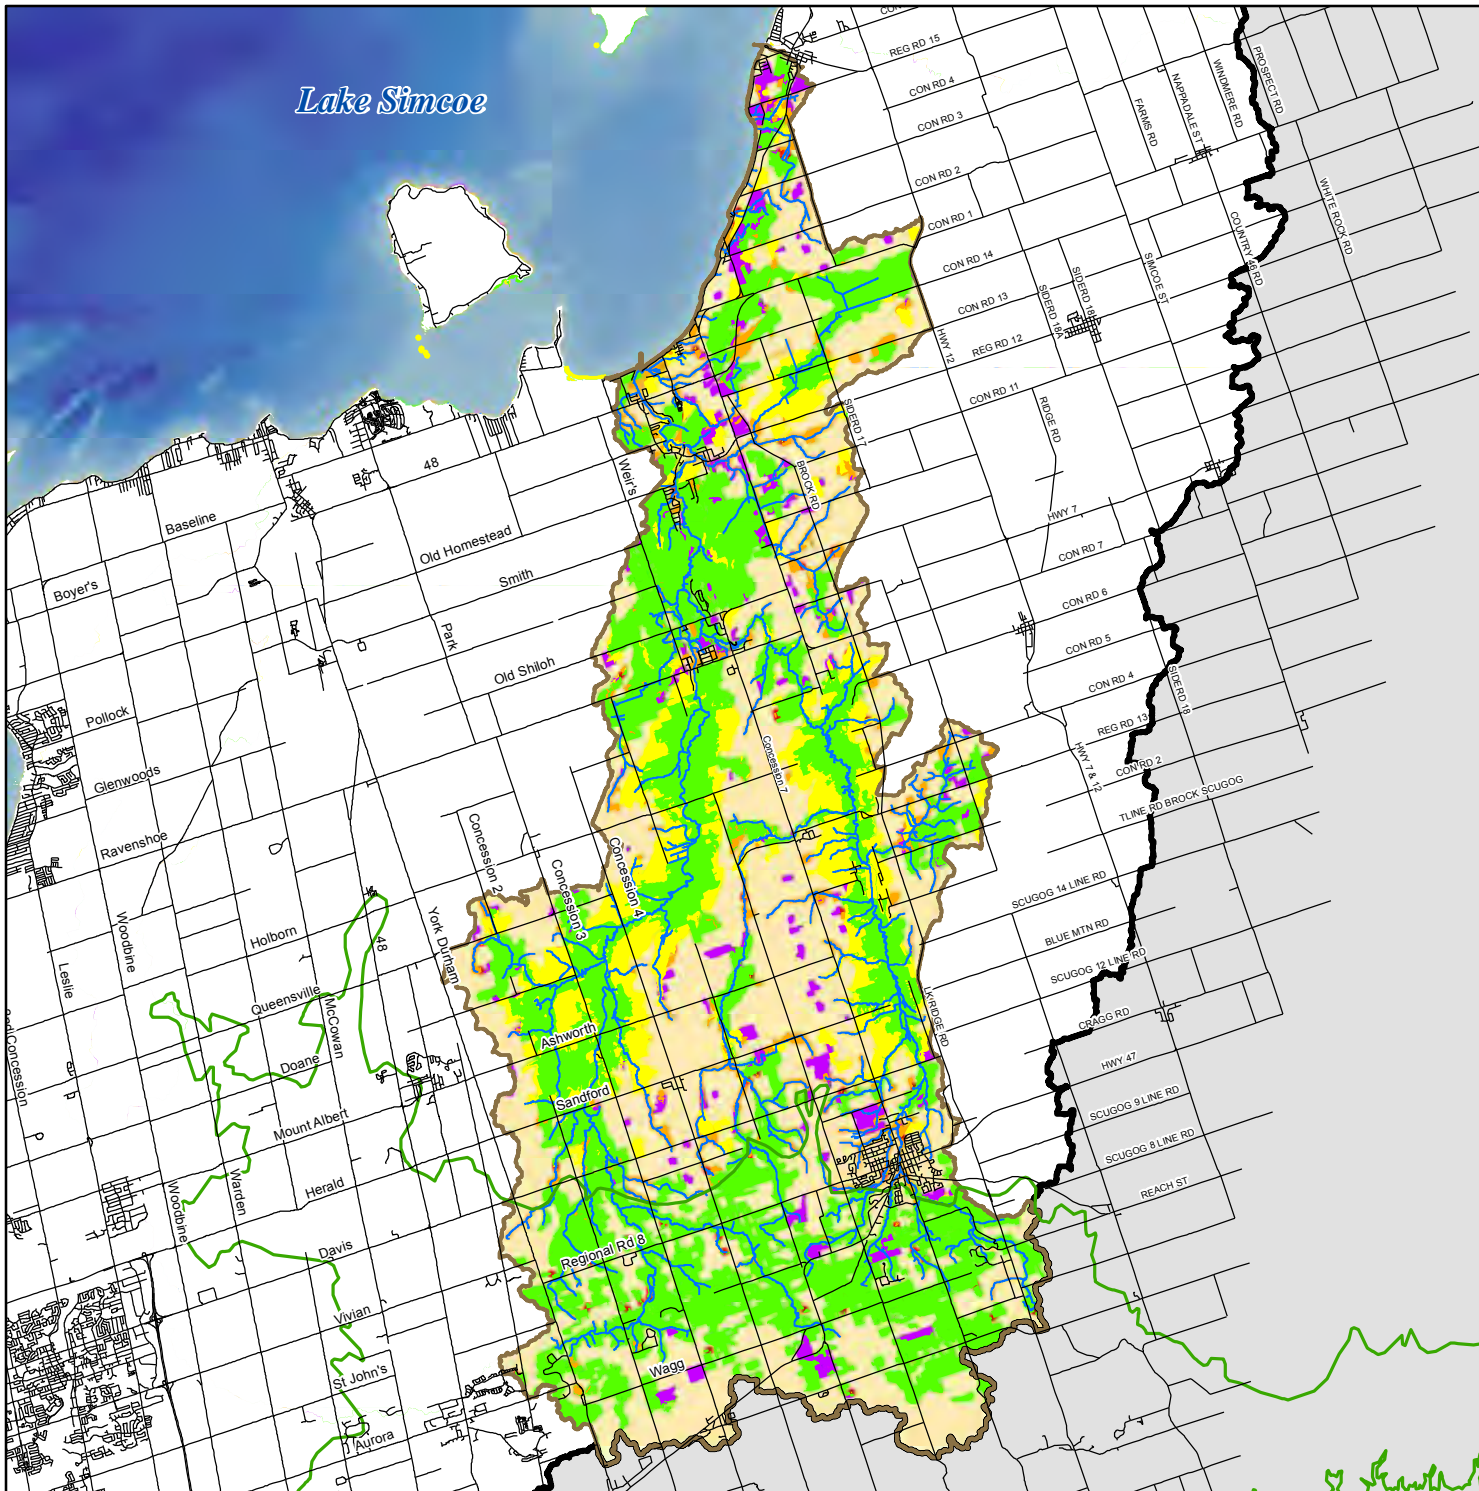 Lake Simcoe
REG RD 15
CON RD 4
CON RD 3
CON RD 2
CON RD 1
CON RD 14
CON RD 13
REG RD 12
CON RD 11
HWY 12
FARMS RD
NAPPADALE ST
WINDMERE RD
PROSPECT RD
WHITE ROCK RD
COUNTRY 46 RD
SIMCOE ST
SIDERD 18
SIDERD 18A
RIDGE RD
SIDERD 17
BROCK RD
HWY 7
CON RD 7
CON RD 6
CON RD 5
CON RD 4
REG RD 13
CON RD 2
SIDERD 18
HWY 7 & 12
TLINE RD BROCK SCUGOG
SCUGOG 14 LINE RD
BLUE MTN RD
SCUGOG 12 LINE RD
CRAGG RD
HWY 47
SCUGOG 9 LINE RD
SCUGOG 8 LINE RD
REACH ST
LKRIDGE RD
48
Weir's
Baseline
Old Homestead
Smith
Boyer's
Park
Old Shiloh
Pollock
Glenwoods
Ravenshoe
Concession 7
Concession 2
Concession 3
Concession 4
Woodbine
Holborn
48
York Durham
Leslie
Queensville
McCowan
Ashworth
Doane
Sandford
Mount Albert
Warden
Woodbine
Herald
Davis
Regional Rd 8
Vivian
Wagg
St John's
Aurora